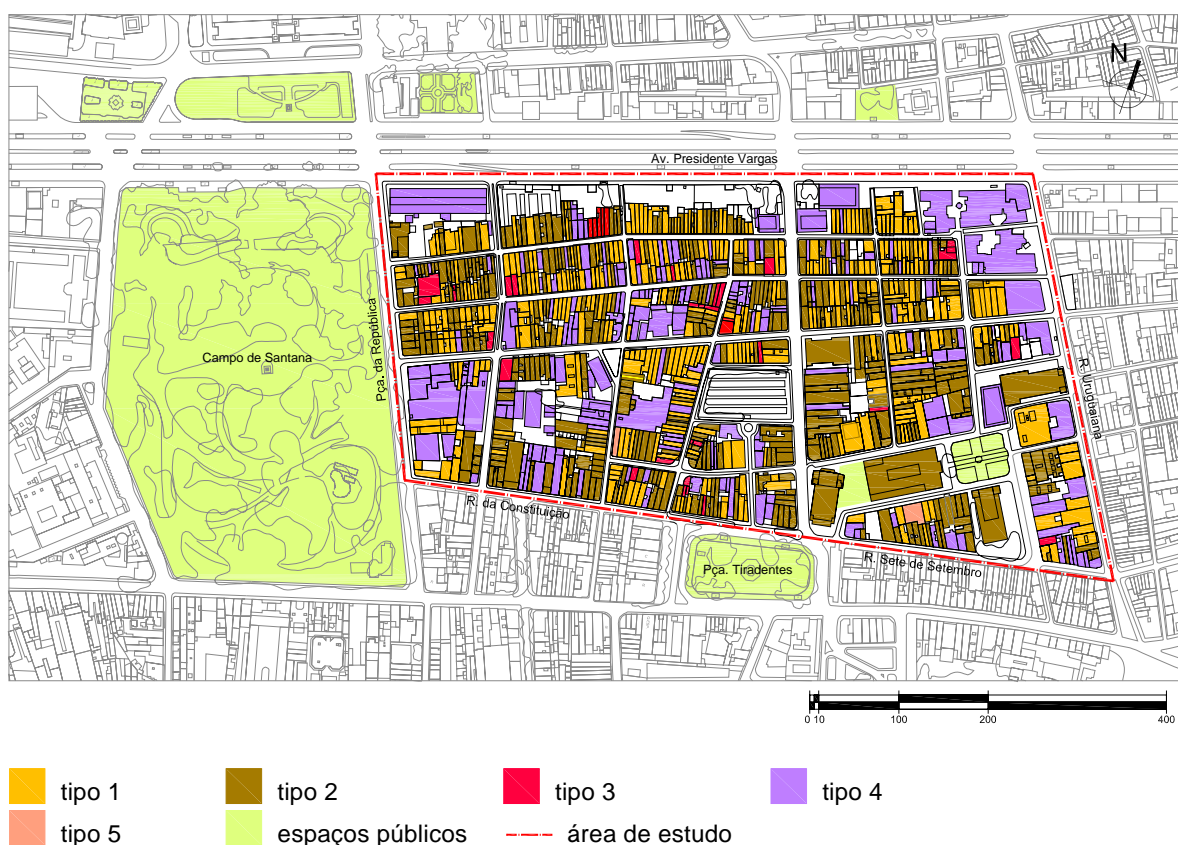 N
Av. Presidente Vargas
Pça. da República
Campo de Santana
R. Uruguaiana
R. da Constituição
Pça. Tiradentes
R. Sete de Setembro
0 10 100 200 400
tipo 1 tipo 2 tipo 3 tipo 4
tipo 5 espaços públicos área de estudo